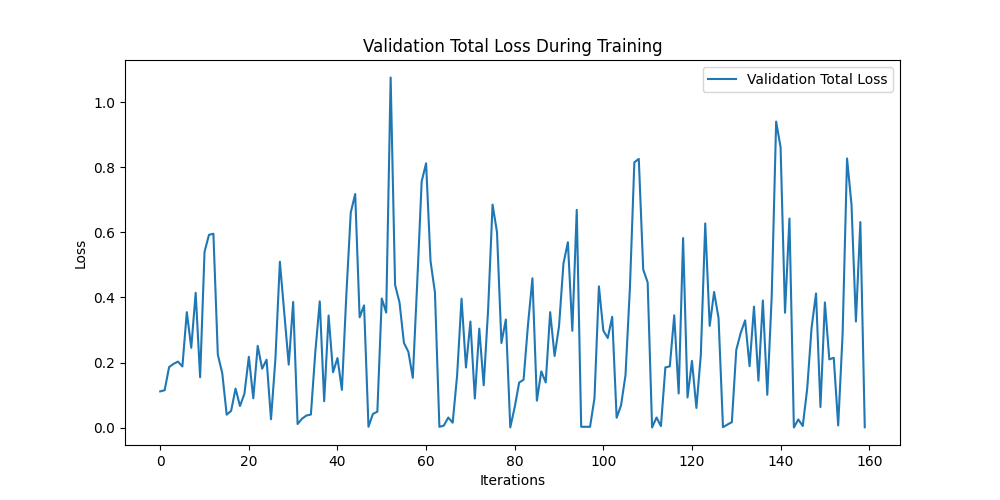 Validation Total Loss During Training
Validation Total Loss
Loss
1.0
0.8
0.6
0.4
0.2
0.0
0 20 40 60 80 100 120 140 160
Iterations